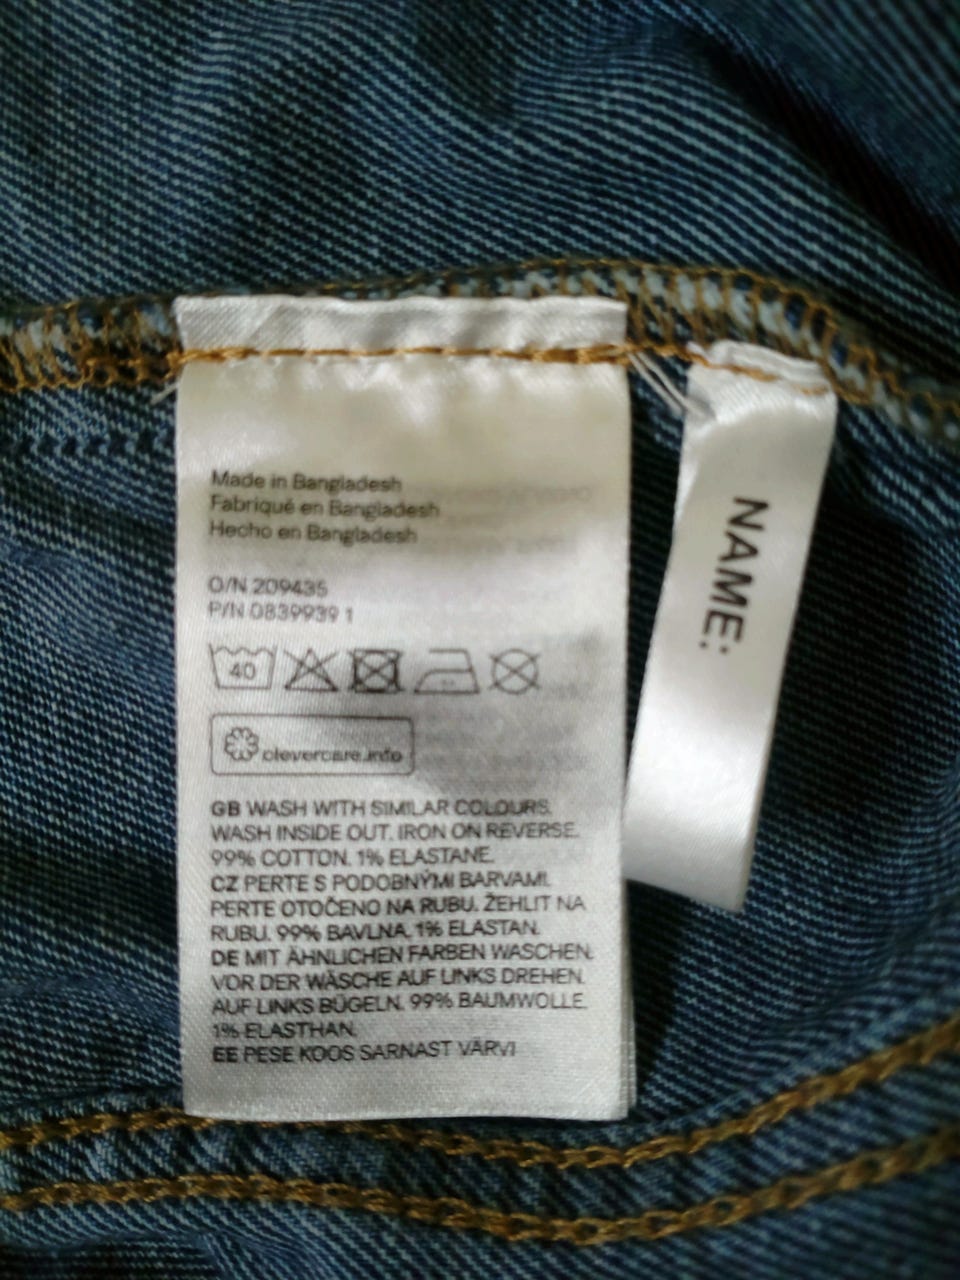 Made in Bangladesh
Fabriqué en Bangladesh
Hecho en Bangladesh
O/N 209435
P/N 0839939 1
40
clevercare.info
GB WASH WITH SIMILAR COLOURS.
WASH INSIDE OUT. IRON ON REVERSE.
99% COTTON. 1% ELASTANE.
CZ PERTE S PODOBNÝMI BARVAMI.
PERTE OTOČENO NA RUBU. ŽEHLIT NA
RUBU. 99% BAVLNA, 1% ELASTAN.
DE MIT ÄHNLICHEN FARBEN WASCHEN.
VOR DER WÄSCHE AUF LINKS DREHEN.
AUF LINKS BÜGELN. 99% BAUMWOLLE.
1% ELASTHAN.
EE PESE KOOS SARNAST VÄRVI
NAME: